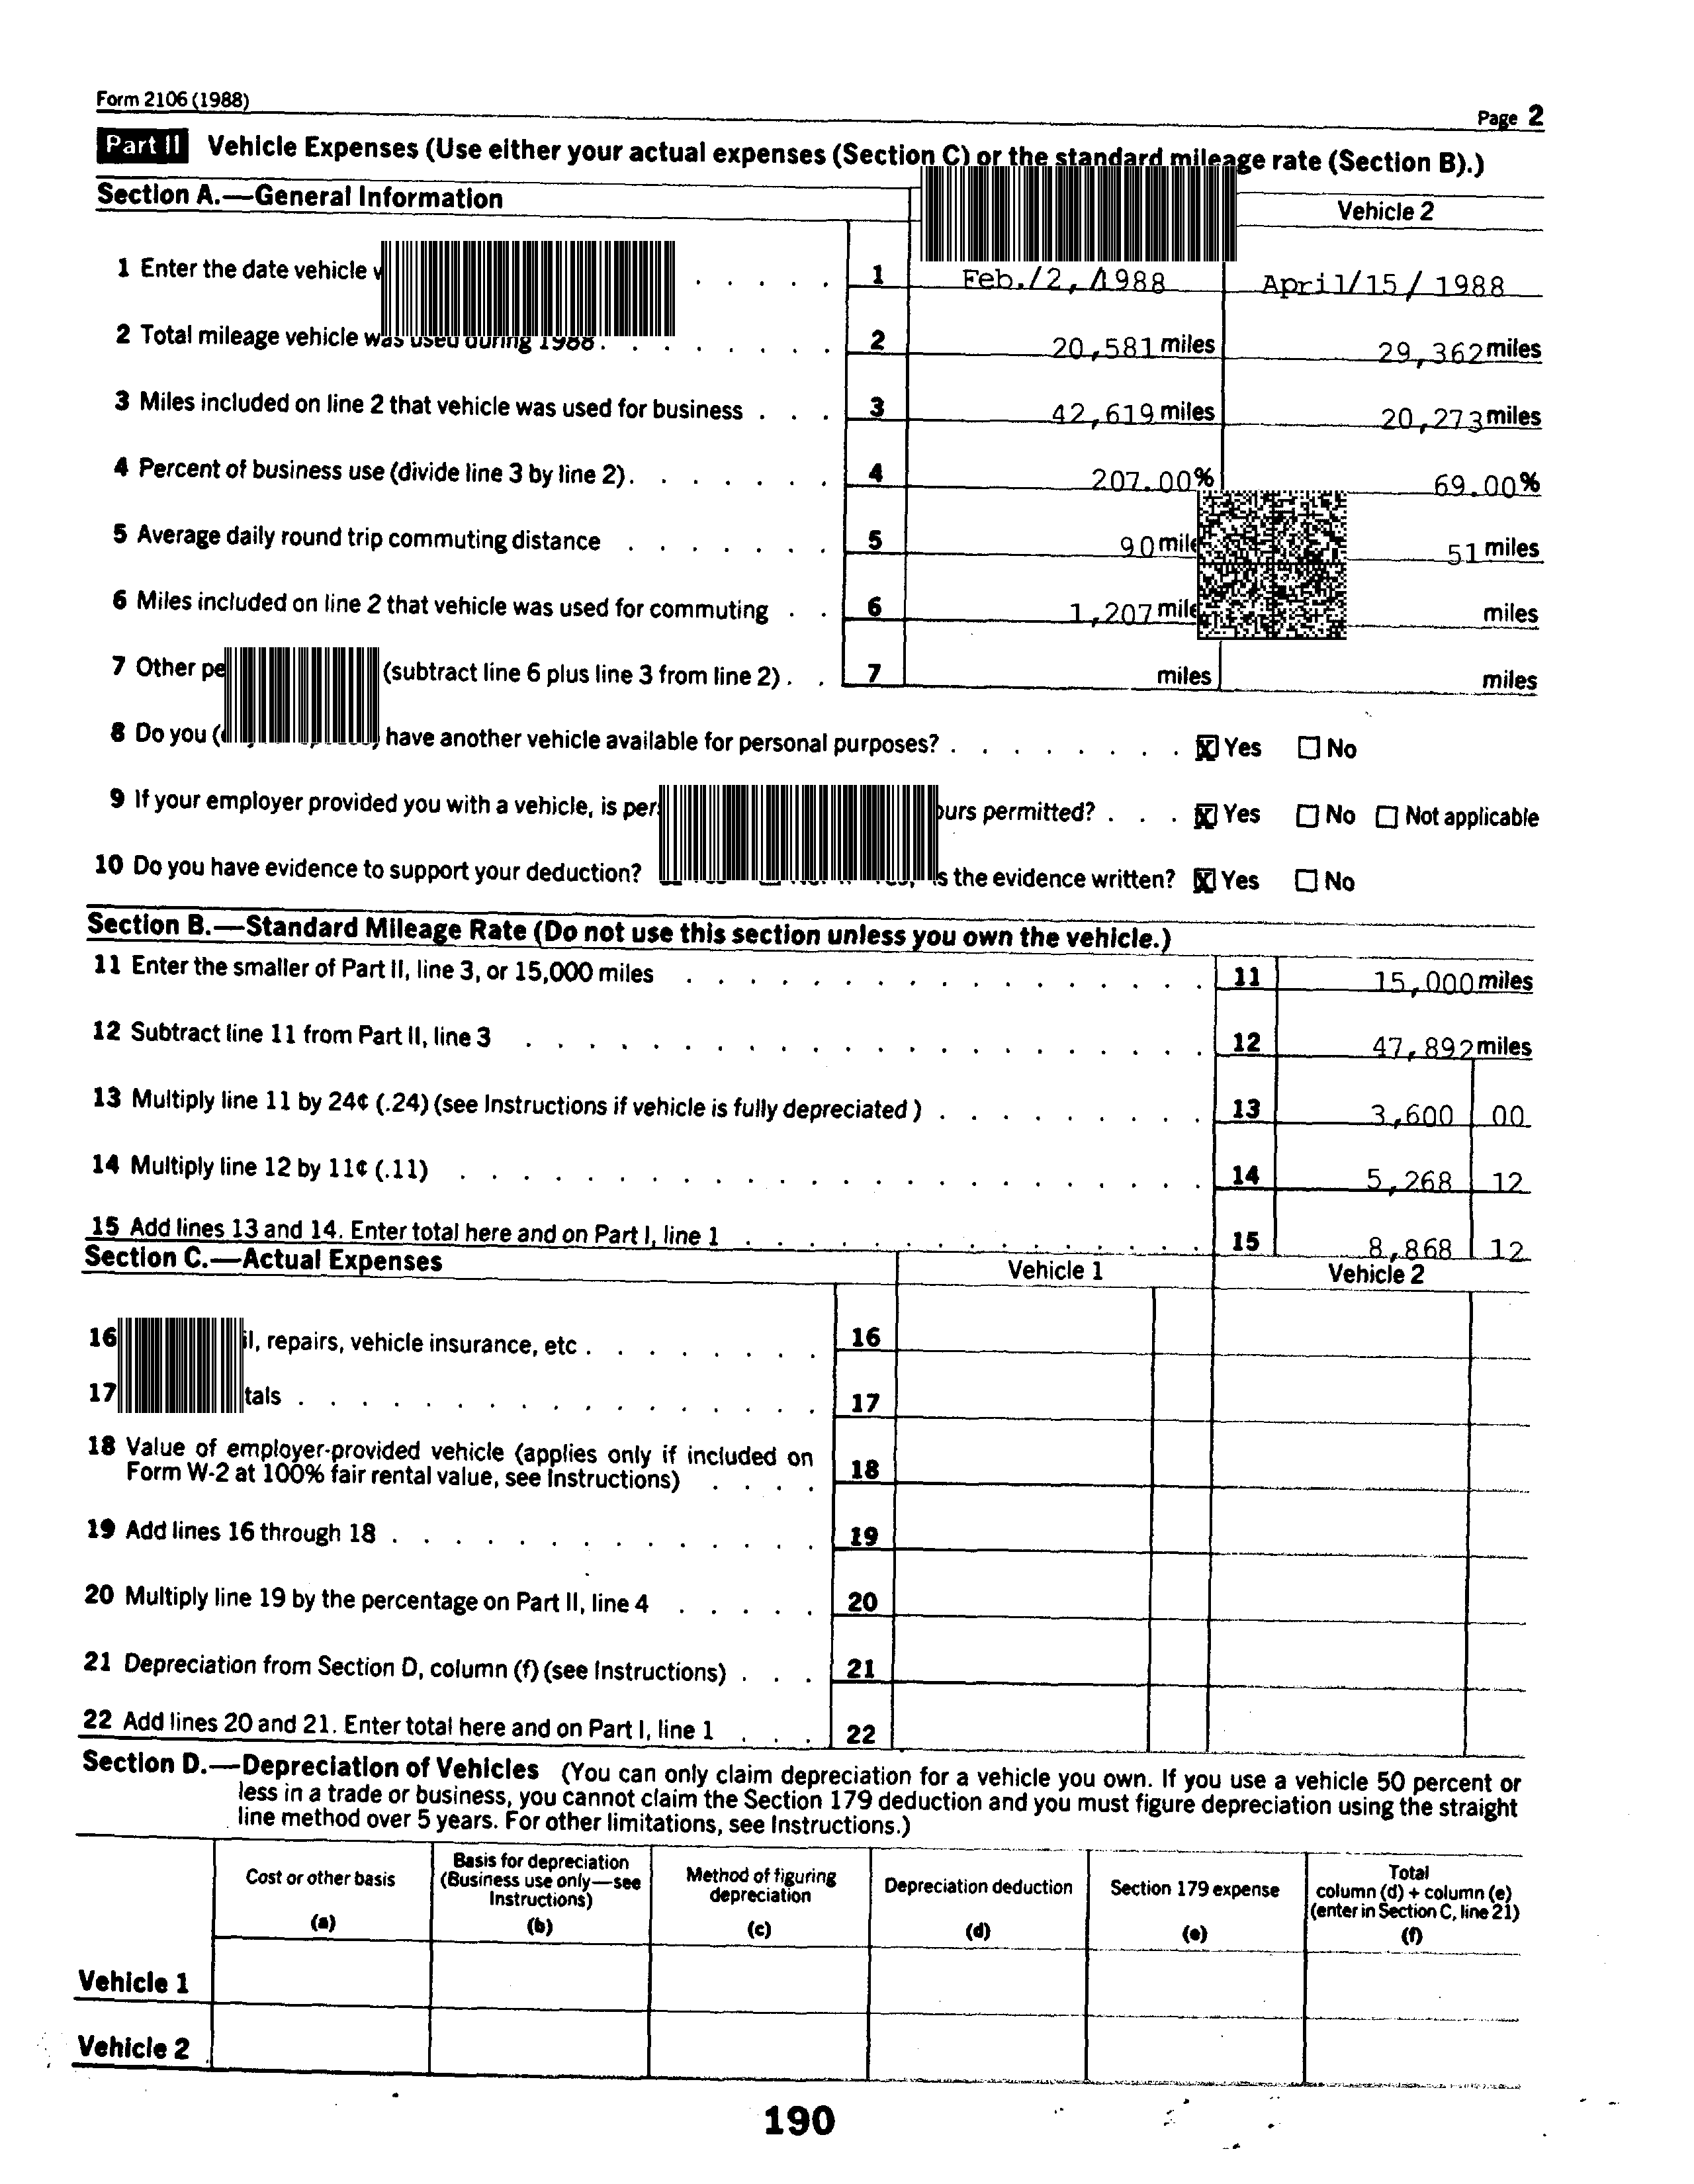 Form 2106 (1988)
Page 2
Part II Vehicle Expenses (Use either your actual expenses (Section C) or the standard mileage rate (Section B).)
Section A.—General Information
Vehicle 2
1 Enter the date vehicle . . . . . 1 Feb./2,/1988 April/15/1988
2 Total mileage vehicle was used during 1988 . . . . . . . . 2 20,581 miles 29,362 miles
3 Miles included on line 2 that vehicle was used for business . . . 3 42,619 miles 20,273 miles
4 Percent of business use (divide line 3 by line 2) . . . . . . . 4 207.00% 69.00%
5 Average daily round trip commuting distance . . . . . . . 5 90 51 miles
6 Miles included on line 2 that vehicle was used for commuting . . 6 1,207 miles
7 Other (subtract line 6 plus line 3 from line 2) . . 7 miles miles
8 Do you have another vehicle available for personal purposes? . . . . . . . . X Yes No
9 If your employer provided you with a vehicle, is permitted? . . . X Yes No Not applicable
10 Do you have evidence to support your deduction? is the evidence written? X Yes No
Section B.—Standard Mileage Rate (Do not use this section unless you own the vehicle.)
11 Enter the smaller of Part II, line 3, or 15,000 miles . . . . . . . . . . . . . . . . . 11 15,000 miles
12 Subtract line 11 from Part II, line 3 . . . . . . . . . . . . . . . . . . . . . . 12 47,892 miles
13 Multiply line 11 by 24¢ (.24) (see Instructions if vehicle is fully depreciated ) . . . . . . . . . 13 3,600 00
14 Multiply line 12 by 11¢ (.11) . . . . . . . . . . . . . . . . . . . . . . . . 14 5,268 12
15 Add lines 13 and 14. Enter total here and on Part I, line 1 . . . . . . . . . . . . . . . 15 8,868 12
Section C.—Actual Expenses
Vehicle 1 Vehicle 2
16 repairs, vehicle insurance, etc . . . . . . . . 16
17 . . . . . . . . . . . . . . . . . 17
18 Value of employer-provided vehicle (applies only if included on
Form W-2 at 100% fair rental value, see Instructions) . . . . 18
19 Add lines 16 through 18 . . . . . . . . . . . . . . 19
20 Multiply line 19 by the percentage on Part II, line 4 . . . . . 20
21 Depreciation from Section D, column (f) (see Instructions) . . . 21
22 Add lines 20 and 21. Enter total here and on Part I, line 1 . . . 22
Section D.—Depreciation of Vehicles (You can only claim depreciation for a vehicle you own. If you use a vehicle 50 percent or
less in a trade or business, you cannot claim the Section 179 deduction and you must figure depreciation using the straight
line method over 5 years. For other limitations, see Instructions.)
Cost or other basis
(a)
Basis for depreciation
(Business use only—see
Instructions)
(b)
Method of figuring
depreciation
(c)
Depreciation deduction
(d)
Section 179 expense
(e)
Total
column (d) + column (e)
(enter in Section C, line 21)
(f)
Vehicle 1
Vehicle 2
190